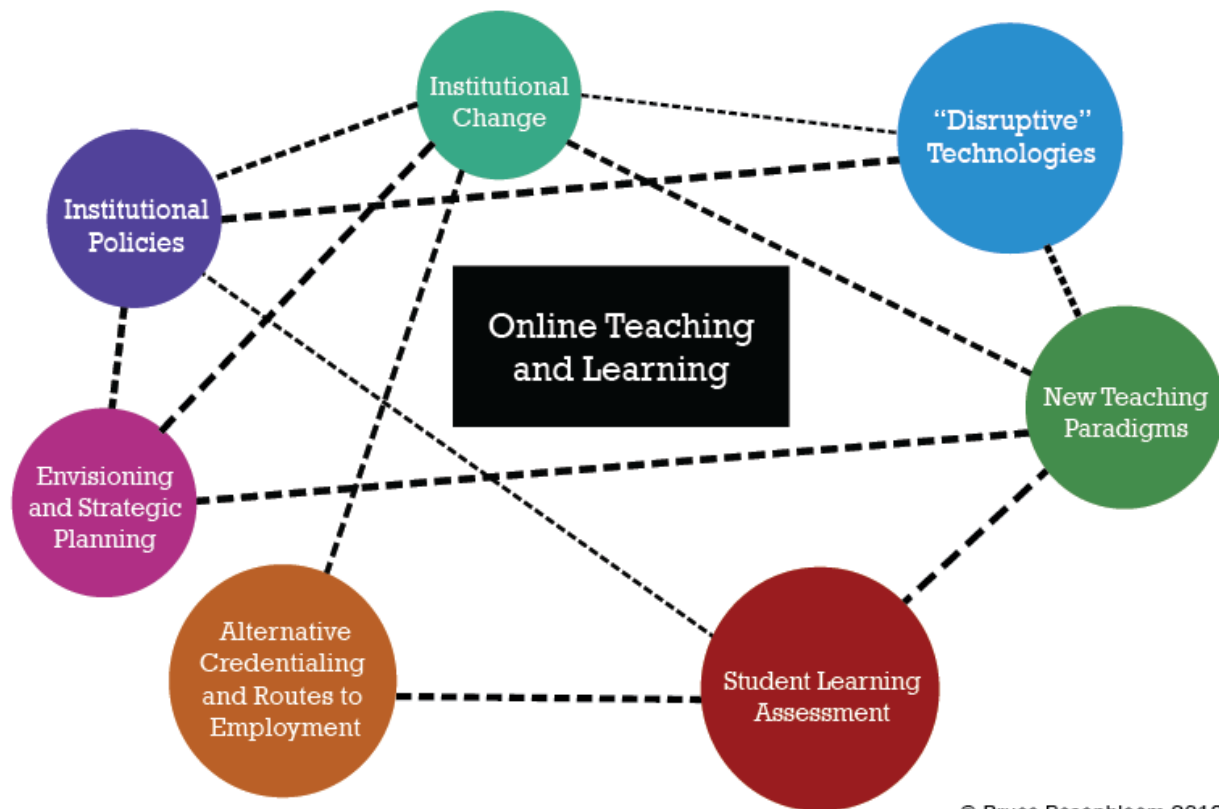 Institutional
Change
“Disruptive”
Technologies
Institutional
Policies
Online Teaching
and Learning
New Teaching
Paradigms
Envisioning
and Strategic
Planning
Alternative
Credentialing
and Routes to
Employment
Student Learning
Assessment